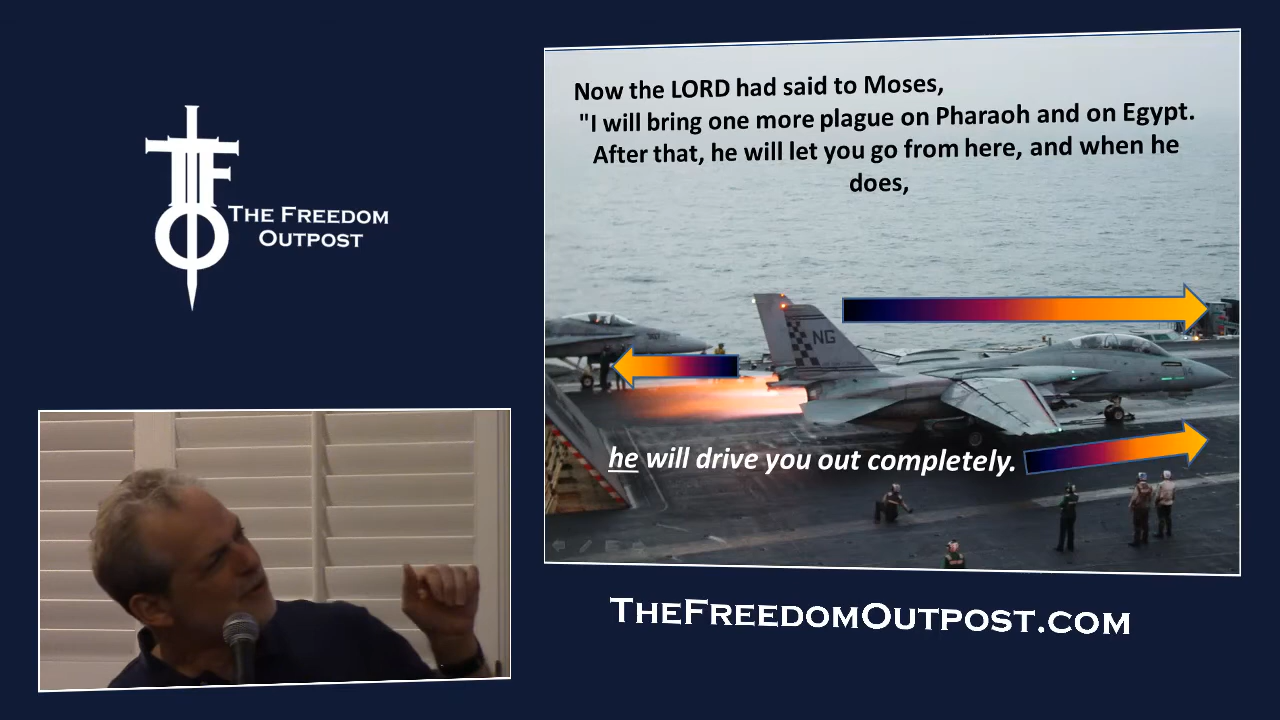 THE FREEDOM
OUTPOST
Now the LORD had said to Moses,
"I will bring one more plague on Pharaoh and on Egypt.
After that, he will let you go from here, and when he
does,
NG
he will drive you out completely.
THEFREEDOMOUTPOST.COM